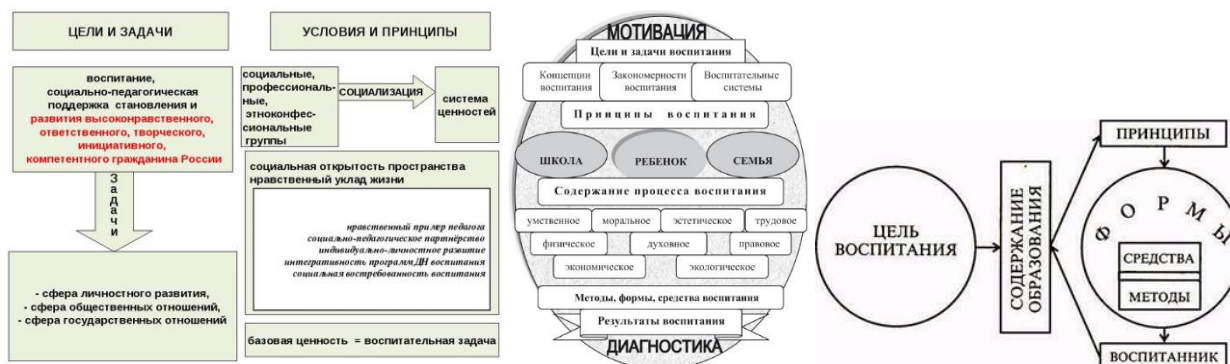 ЦЕЛИ И ЗАДАЧИ
воспитание,
социально-педагогическая
поддержка становления и
развития высоконравственного,
ответственного, творческого,
инициативного,
компетентного гражданина России
Задачи
- сфера личностного развития,
- сфера общественных отношений,
- сфера государственных отношений
УСЛОВИЯ И ПРИНЦИПЫ
социальные,
профессиональ-
ные,
этноконфес-
сиональные
группы
СОЦИАЛИЗАЦИЯ
система
ценностей
социальная открытость пространства
нравственный уклад жизни
нравственный пример педагога
социально-педагогическое партнёрство
индивидуально-личностное развитие
интегративность программ ДН воспитания
социальная востребованность воспитания
базовая ценность = воспитательная задача
МОТИВАЦИЯ
Цели и задачи воспитания
Концепции
воспитания
Закономерности
воспитания
Воспитательные
системы
Принципы воспитания
ШКОЛА
РЕБЕНОК
СЕМЬЯ
Содержание процесса воспитания
умственное
моральное
эстетическое
трудовое
физическое
духовное
правовое
экономическое
экологическое
Методы, формы, средства воспитания
Результаты воспитания
ДИАГНОСТИКА
ЦЕЛЬ
ВОСПИТАНИЯ
СОДЕРЖАНИЕ
ОБРАЗОВАНИЯ
ПРИНЦИПЫ
ФОРМЫ
СРЕДСТВА
МЕТОДЫ
ВОСПИТАННИК